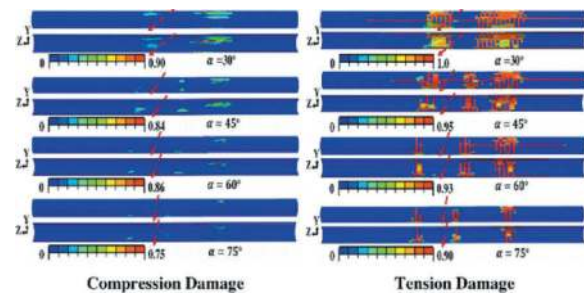 Y
Z
0 0.90 α =30°
Y
Z
0 0.84 α =45°
Y
Z
0 0.86 α =60°
Y
Z
0 0.75 α =75°
Compression Damage
Y
Z
0 1.0 α=30°
Y
Z
0 0.95 α =45°
Y
Z
0 0.93 α =60°
Y
Z
0 0.90 α =75°
Tension Damage